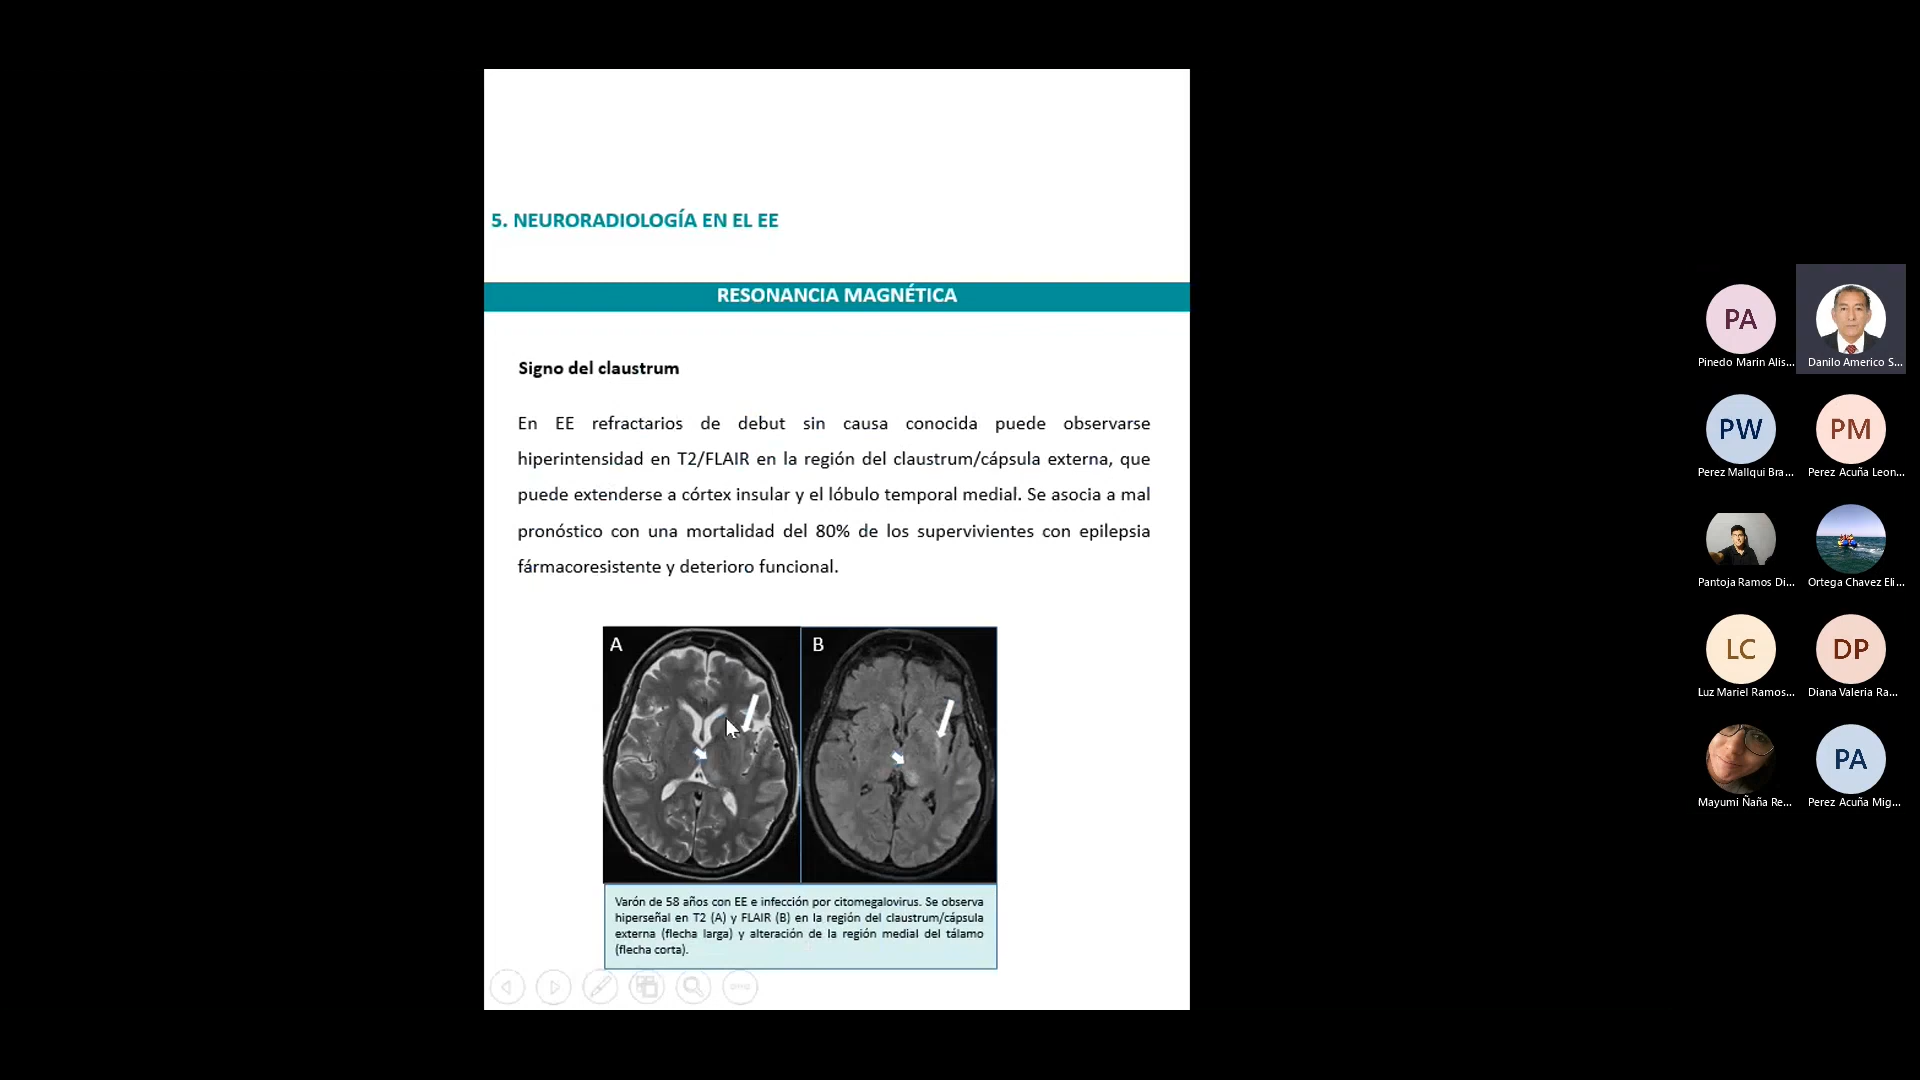 5. NEURORADIOLOGÍA EN EL EE
RESONANCIA MAGNÉTICA
Signo del claustrum
En EE refractarios de debut sin causa conocida puede observarse
hiperintensidad en T2/FLAIR en la región del claustrum/cápsula externa, que
puede extenderse a córtex insular y el lóbulo temporal medial. Se asocia a mal
pronóstico con una mortalidad del 80% de los supervivientes con epilepsia
fármacoresistente y deterioro funcional.
A
B
Varón de 58 años con EE e infección por citomegalovirus. Se observa
hiperseñal en T2 (A) y FLAIR (B) en la región del claustrum/cápsula
externa (flecha larga) y alteración de la región medial del tálamo
(flecha corta).
PA
Pinedo Marin Alis...
Danilo Americo S...
PW
PM
Perez Mallqui Bra...
Perez Acuña Leon...
Pantoja Ramos Di...
Ortega Chavez Eli...
LC
DP
Luz Mariel Ramos...
Diana Valeria Ra...
PA
Mayumi Ñaña Re...
Perez Acuña Mig...